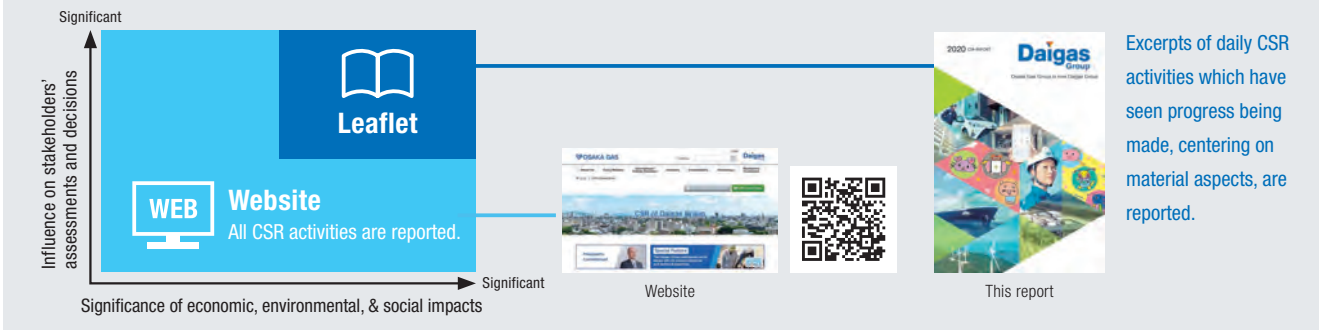 Significant
Influence on stakeholders'
assessments and decisions
Leaflet
WEB
Website
All CSR activities are reported.
Significant
Significance of economic, environmental, & social impacts
OSAKA GAS
Daigas
CSR of Daigas Group
Website
2020 CSR REPORT
Daigas
Group
This report
Excerpts of daily CSR
activities which have
seen progress being
made, centering on
material aspects, are
reported.